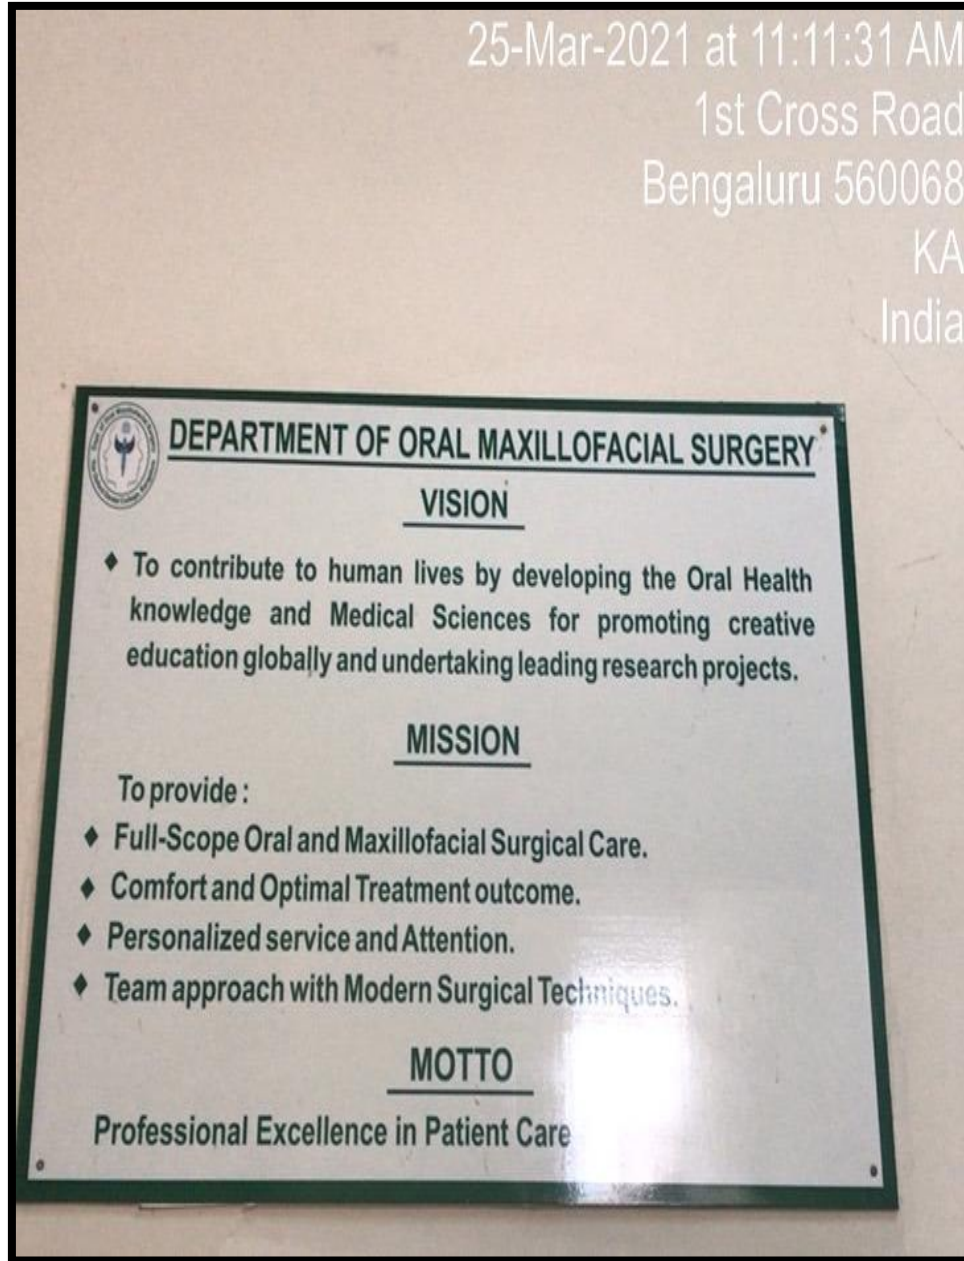 25-Mar-2021 at 11:11:31 AM
1st Cross Road
Bengaluru 560068
KA
India
DEPARTMENT OF ORAL MAXILLOFACIAL SURGERY
VISION
♦ To contribute to human lives by developing the Oral Health
knowledge and Medical Sciences for promoting creative
education globally and undertaking leading research projects.
MISSION
To provide :
♦ Full-Scope Oral and Maxillofacial Surgical Care.
♦ Comfort and Optimal Treatment outcome.
♦ Personalized service and Attention.
♦ Team approach with Modern Surgical Techniques.
MOTTO
Professional Excellence in Patient Care